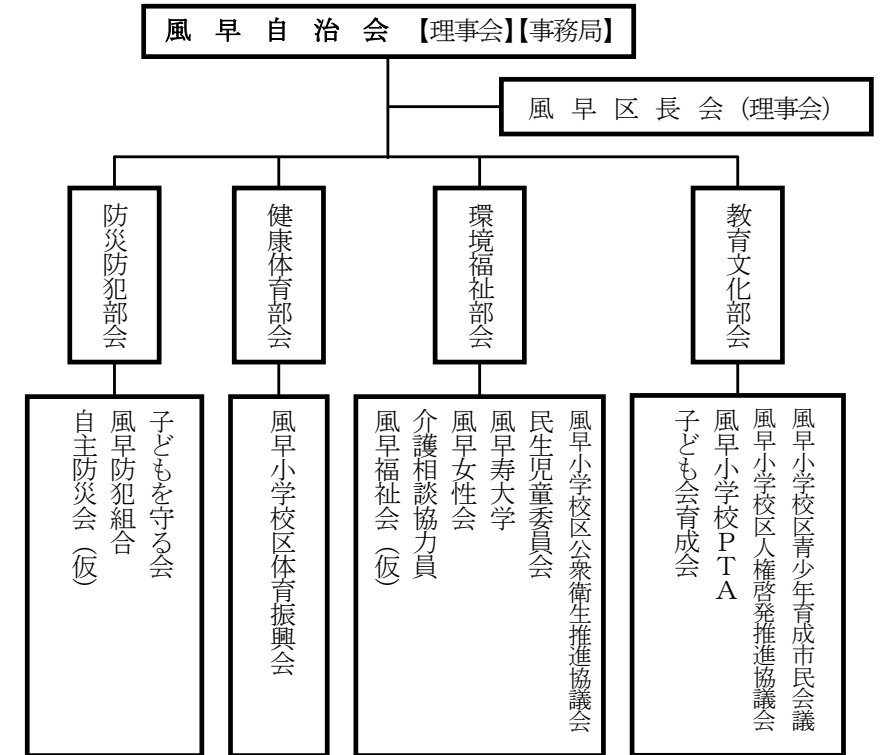 風早自治会【理事会】【事務局】
風早区長会(理事会)
教育文化部会
環境福祉部会
健康体育部会
防災防犯部会
風早小学校区青少年育成市民会議
風早小学校区人権啓発推進協議会
風早小学校PTA
子ども会育成会
風早小学校区公衆衛生推進協議会
民生児童委員会
風早寿大学
風早女性会
介護相談協力員
風早福祉会(仮)
風早小学校区体育振興会
子どもを守る会
風早防犯組合
自主防災会(仮)